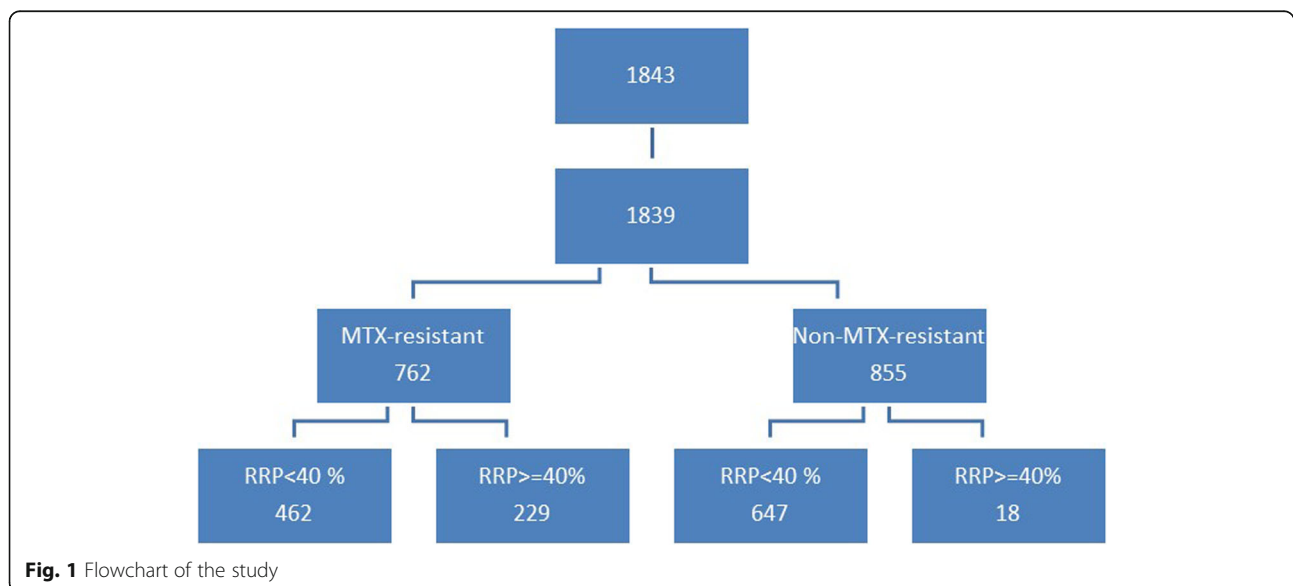 1843
1839
MTX-resistant
762
Non-MTX-resistant
855
RRP<40 %
462
RRP>=40%
229
RRP<40 %
647
RRP>=40%
18
Fig. 1 Flowchart of the study